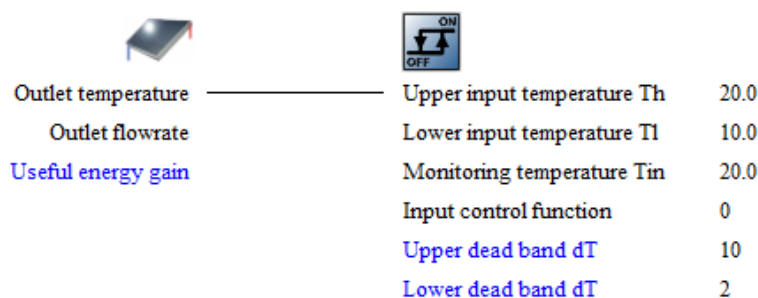 ON
OFF
Outlet temperature Upper input temperature Th 20.0
Outlet flowrate Lower input temperature Tl 10.0
Useful energy gain Monitoring temperature Tin 20.0
Input control function 0
Upper dead band dT 10
Lower dead band dT 2